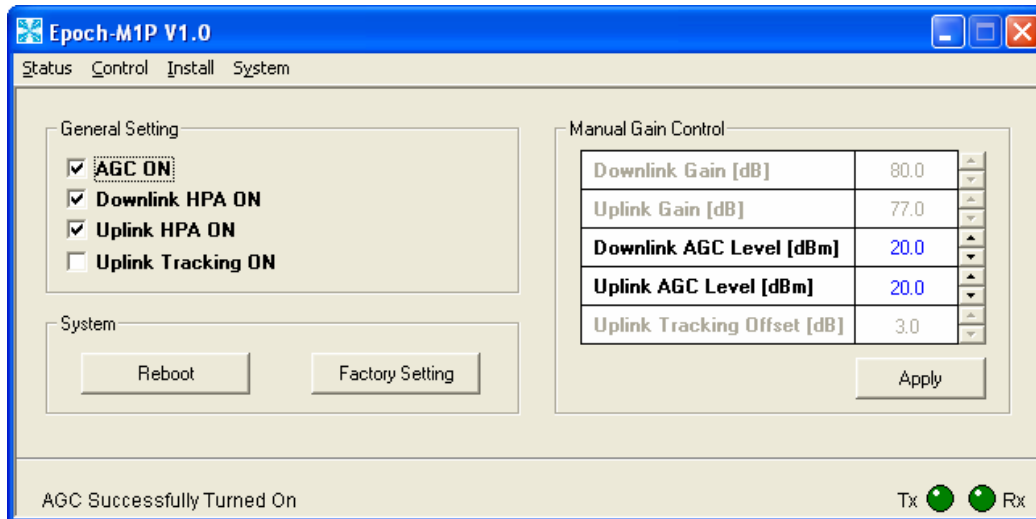 Epoch-M1P V1.0
Status Control Install System
General Setting
AGC ON
Downlink HPA ON
Uplink HPA ON
Uplink Tracking ON
System
Reboot Factory Setting
Manual Gain Control
Downlink Gain [dB] 80.0
Uplink Gain [dB] 77.0
Downlink AGC Level [dBm] 20.0
Uplink AGC Level [dBm] 20.0
Uplink Tracking Offset [dB] 3.0
Apply
AGC Successfully Turned On
Tx Rx